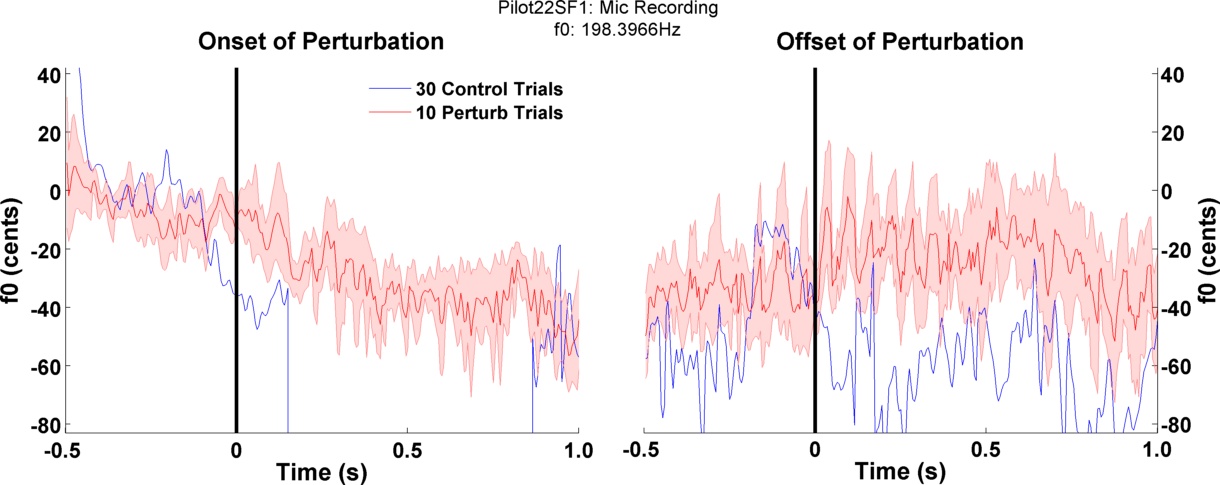 Pilot22SF1: Mic Recording
f0: 198.3966Hz
Onset of Perturbation
Offset of Perturbation
30 Control Trials
10 Perturb Trials
40
20
0
-20
-40
-60
-80
f0 (cents)
-0.5
0
0.5
1.0
Time (s)
40
20
0
-20
-40
-60
-80
f0 (cents)
-0.5
0
0.5
1.0
Time (s)